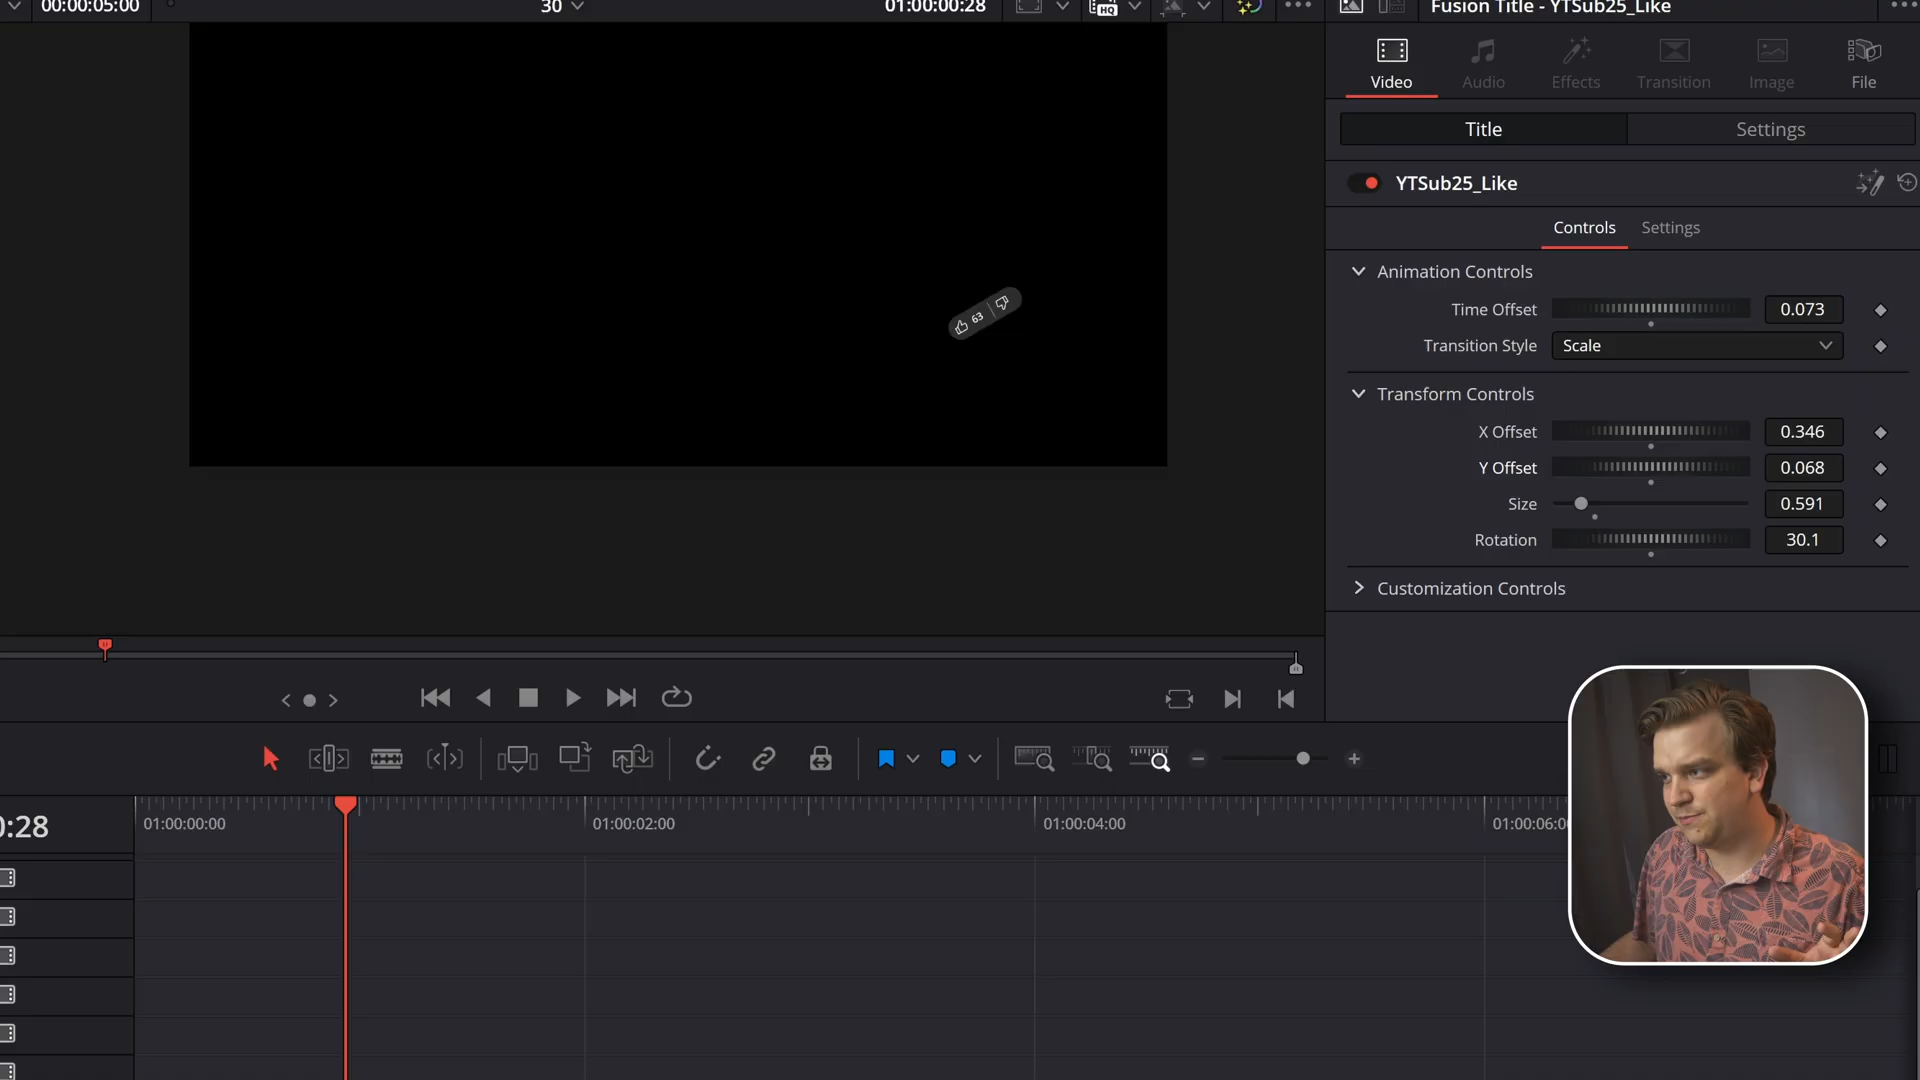 00:00:05:00
30
01:00:00:28
HQ
Fusion Title - YTSub25_Like
Video
Audio
Effects
Transition
Image
File
Title
Settings
YTSub25_Like
Controls
Settings
Animation Controls
Time Offset
0.073
Transition Style
Scale
Transform Controls
X Offset
0.346
Y Offset
0.068
Size
0.591
Rotation
30.1
Customization Controls
63
0:28
01:00:00:00
01:00:02:00
01:00:04:00
01:00:06:0